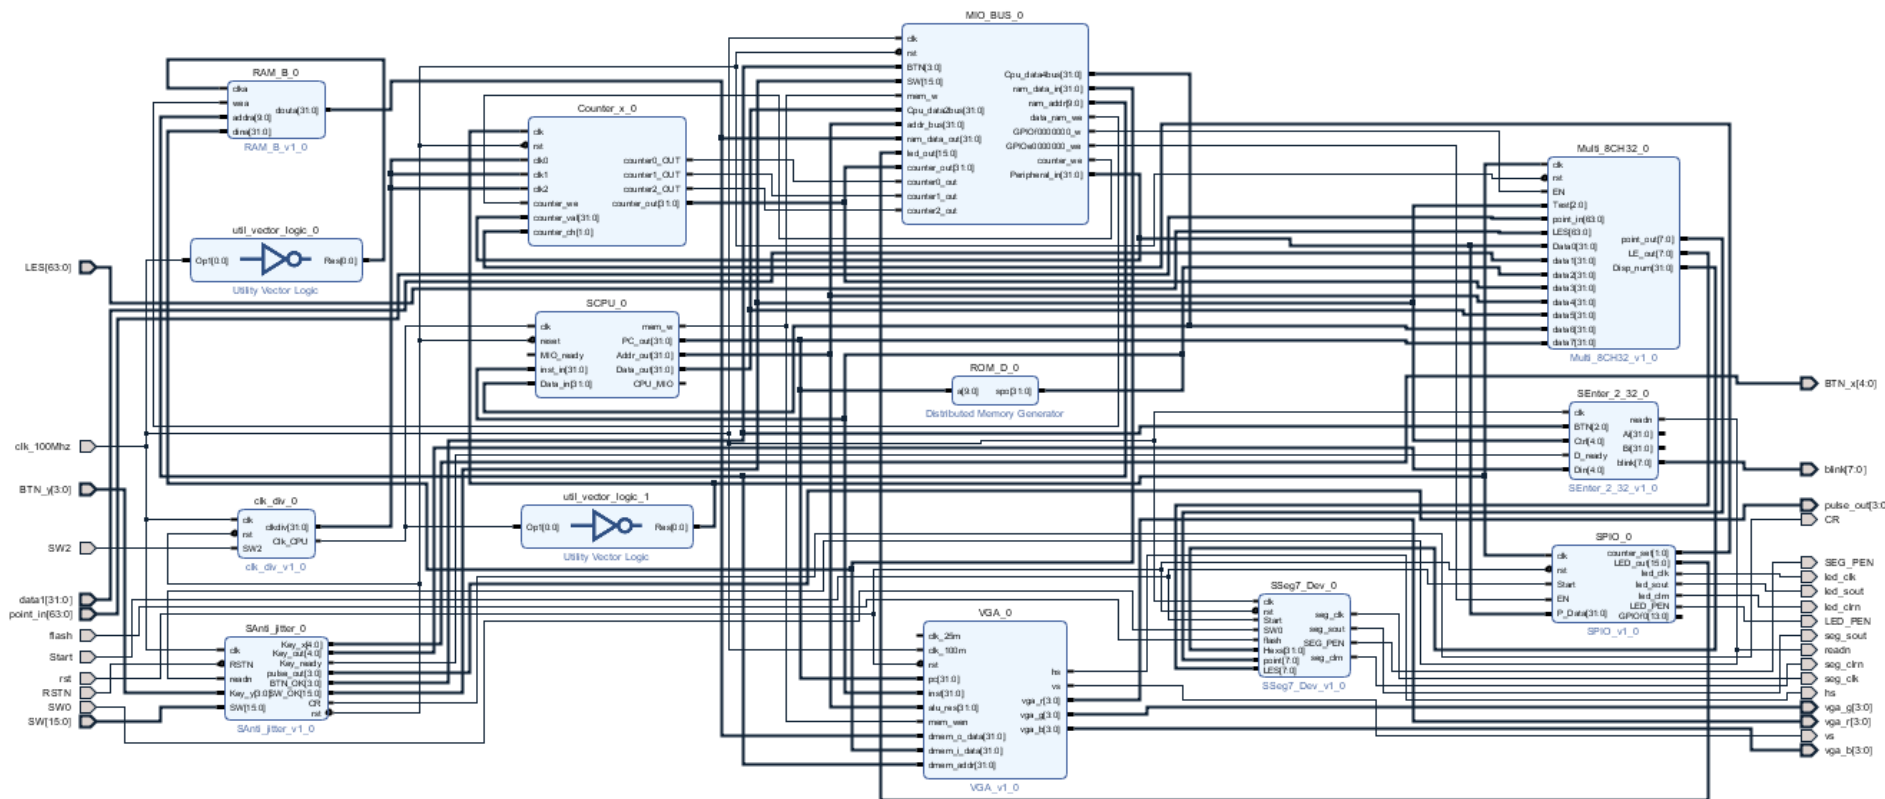 LES[63:0]
clk_100Mhz
BTN_y[3:0]
SW2
data1[31:0]
point_in[63:0]
flash
Start
rst
RSTN
SW0
SW[15:0]
RAM_B_0
clka
wea
addra[9:0]
dina[31:0]
douta[31:0]
RAM_B_v1_0
util_vector_logic_0
Op1[0:0]
Res[0:0]
Utility Vector Logic
clk_div_0
clk
rst
SW2
clkdiv[31:0]
Clk_CPU
clk_div_v1_0
SAnti_jitter_0
clk
RSTN
readn
Key_y[3:0]
SW[15:0]
Key_x[4:0]
Key_out[4:0]
Key_ready
pulse_out[3:0]
BTN_OK[3:0]
SW_OK[15:0]
CR
rst
SAnti_jitter_v1_0
Counter_x_0
clk
rst
clk0
clk1
clk2
counter_we
counter_val[31:0]
counter_ch[1:0]
counter0_OUT
counter1_OUT
counter2_OUT
counter_out[31:0]
SCPU_0
clk
reset
MIO_ready
inst_in[31:0]
Data_in[31:0]
mem_w
PC_out[31:0]
Addr_out[31:0]
Data_out[31:0]
CPU_MIO
util_vector_logic_1
Op1[0:0]
Res[0:0]
Utility Vector Logic
MIO_BUS_0
clk
rst
BTN[3:0]
SW[15:0]
mem_w
Cpu_data2bus[31:0]
addr_bus[31:0]
ram_data_out[31:0]
led_out[15:0]
counter_out[31:0]
counter0_out
counter1_out
counter2_out
Cpu_data4bus[31:0]
ram_data_in[31:0]
ram_addr[9:0]
data_ram_we
GPIOf0000000_w
GPIOe0000000_we
counter_we
Peripheral_in[31:0]
ROM_D_0
a[9:0]
spo[31:0]
Distributed Memory Generator
VGA_0
clk_25m
clk_100m
rst
pc[31:0]
inst[31:0]
alu_res[31:0]
mem_wen
dmem_o_data[31:0]
dmem_i_data[31:0]
dmem_addr[31:0]
hs
vs
vga_r[3:0]
vga_g[3:0]
vga_b[3:0]
VGA_v1_0
SSeg7_Dev_0
clk
rst
Start
SW0
flash
Hexs[31:0]
point[7:0]
LES[7:0]
seg_clk
seg_sout
SEG_PEN
seg_clrn
SSeg7_Dev_v1_0
Multi_8CH32_0
clk
rst
EN
Test[2:0]
point_in[63:0]
LES[63:0]
Data0[31:0]
data1[31:0]
data2[31:0]
data3[31:0]
data4[31:0]
data5[31:0]
data6[31:0]
data7[31:0]
point_out[7:0]
LE_out[7:0]
Disp_num[31:0]
Multi_8CH32_v1_0
SEnter_2_32_0
clk
BTN[2:0]
Ctrl[4:0]
D_ready
Din[4:0]
readn
Ai[31:0]
Bi[31:0]
blink[7:0]
SEnter_2_32_v1_0
SPIO_0
clk
rst
Start
EN
P_Data[31:0]
counter_set[1:0]
LED_out[15:0]
led_clk
led_sout
led_clrn
LED_PEN
GPIOf0[13:0]
SPIO_v1_0
BTN_x[4:0]
blink[7:0]
CR
SEG_PEN
led_clk
led_sout
led_clrn
LED_PEN
seg_sout
readn
seg_clrn
seg_clk
hs
vga_g[3:0]
vga_r[3:0]
vs
vga_b[3:0]